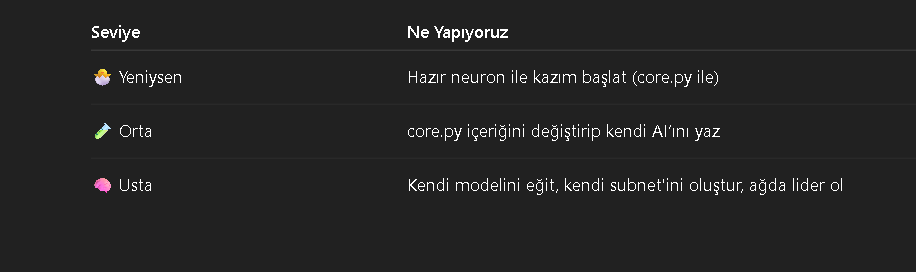 Seviye Ne Yapıyoruz
🐣 Yeniysen Hazır neuron ile kazım başlat (core.py ile)
🧪 Orta core.py içeriğini değiştirip kendi AI'ını yaz
🧠 Usta Kendi modelini eğit, kendi subnet'ini oluştur, ağda lider ol